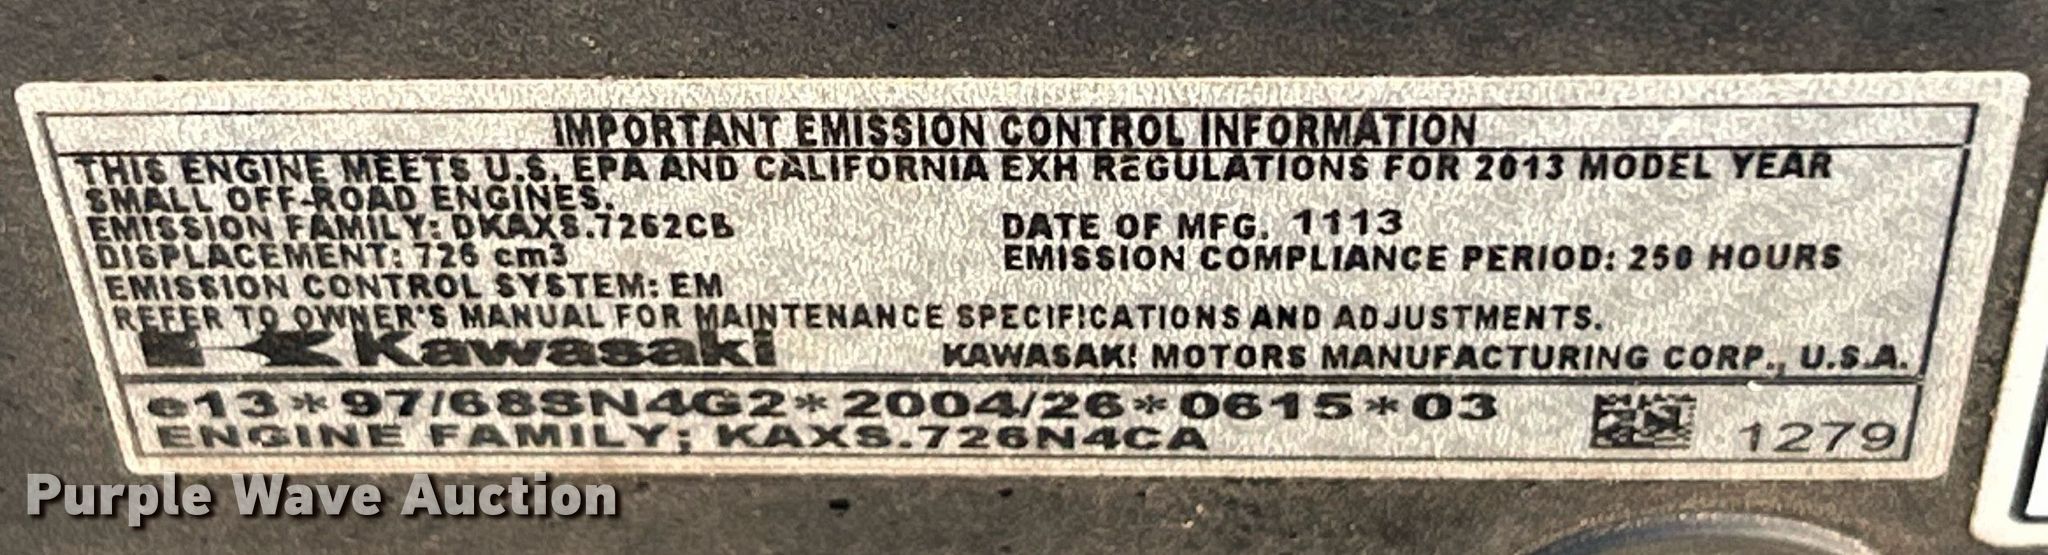 IMPORTANT EMISSION CONTROL INFORMATION
THIS ENGINE MEETS U.S. EPA AND CALIFORNIA EXH REGULATIONS FOR 2013 MODEL YEAR
SMALL OFF-ROAD ENGINES.
EMISSION FAMILY: DKAXS.7262CB DATE OF MFG. 1113
DISPLACEMENT: 726 cm3 EMISSION COMPLIANCE PERIOD: 250 HOURS
EMISSION CONTROL SYSTEM: EM
REFER TO OWNER'S MANUAL FOR MAINTENANCE SPECIFICATIONS AND ADJUSTMENTS.
Kawasaki KAWASAKI MOTORS MANUFACTURING CORP., U.S.A.
e13*97/68SN4G2*2004/26*0615*03
ENGINE FAMILY; KAXS.726N4CA 1279
Purple Wave Auction